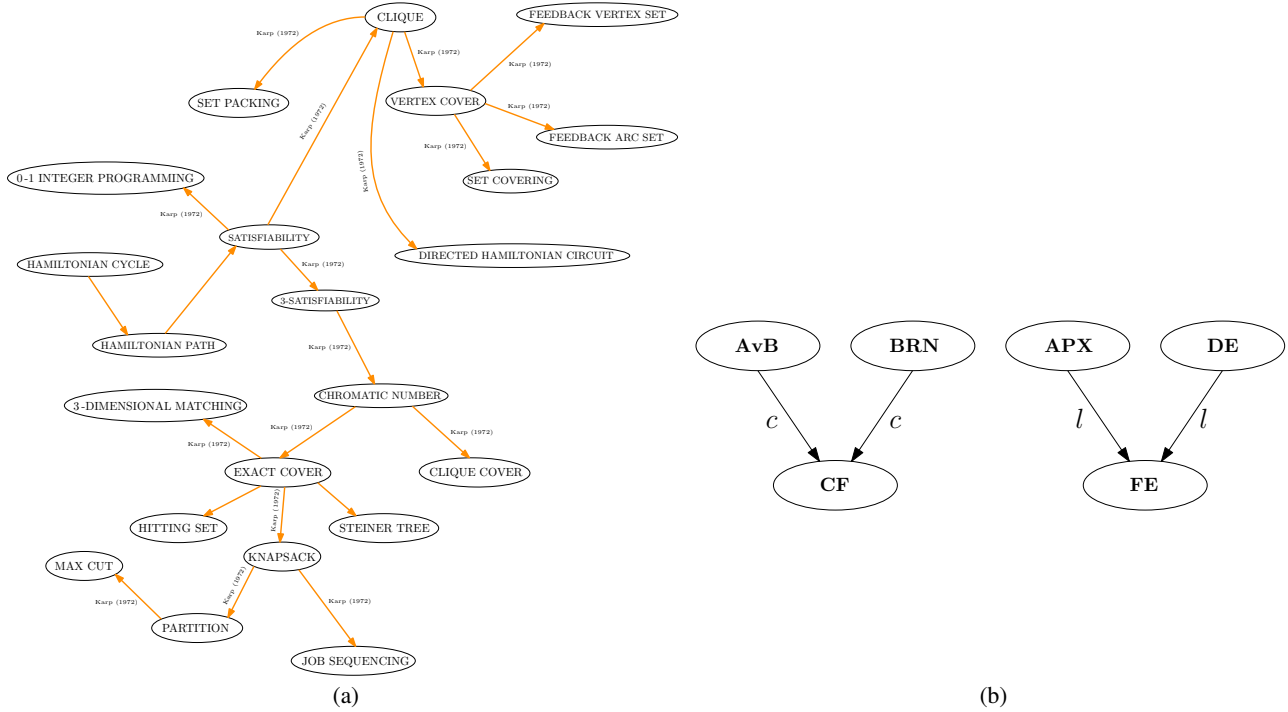 CLIQUE
FEEDBACK VERTEX SET
Karp (1972)
Karp (1972)
Karp (1972)
SET PACKING
VERTEX COVER
Karp (1972)
Karp (1972)
FEEDBACK ARC SET
Karp (1972)
Karp (1972)
0-1 INTEGER PROGRAMMING
SET COVERING
Karp (1972)
SATISFIABILITY
HAMILTONIAN CYCLE
Karp (1972)
DIRECTED HAMILTONIAN CIRCUIT
3-SATISFIABILITY
HAMILTONIAN PATH
Karp (1972)
CHROMATIC NUMBER
3-DIMENSIONAL MATCHING
Karp (1972)
Karp (1972)
Karp (1972)
EXACT COVER
CLIQUE COVER
Karp (1972)
HITTING SET
STEINER TREE
KNAPSACK
MAX CUT
Karp (1972)
Karp (1972)
Karp (1972)
PARTITION
JOB SEQUENCING
(a)
AvB
BRN
APX
DE
c
c
l
l
CF
FE
(b)